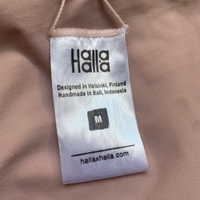 Halla
Halla
Designed in Helsinki, Finland
Handmade in Bali, Indonesia
M
hallaxhalla.com